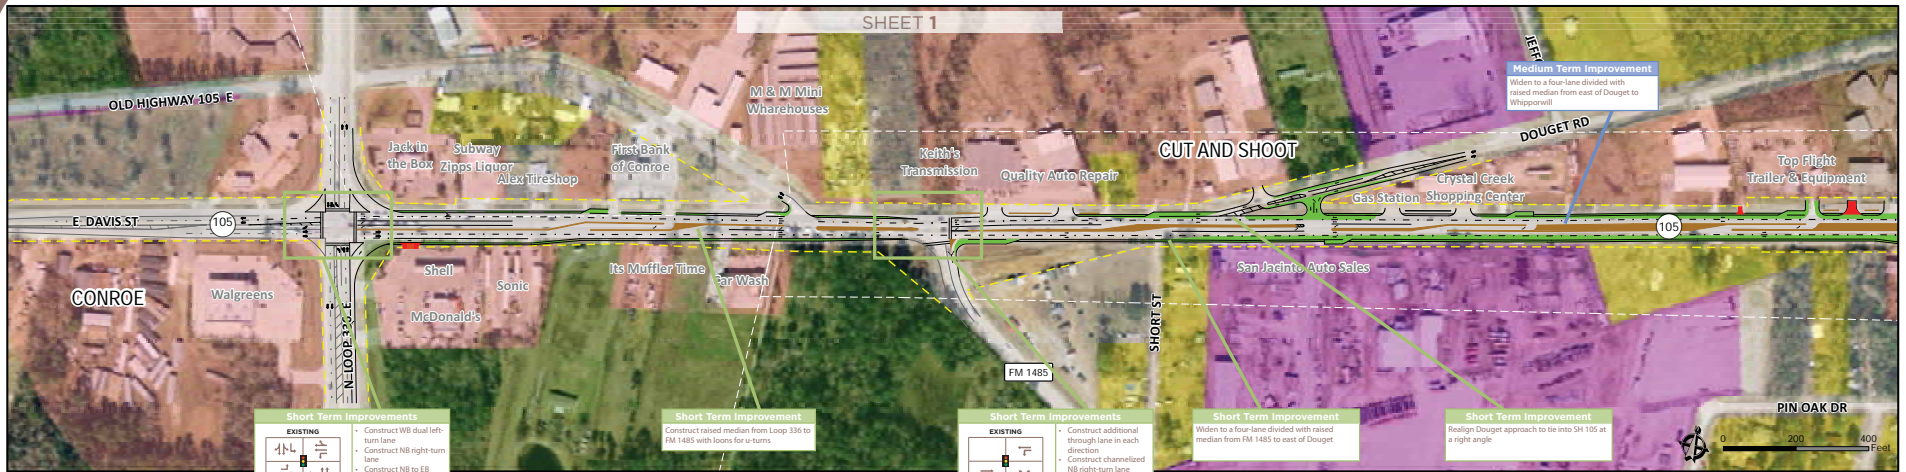 SHEET 1
OLD HIGHWAY 105 E
M & M Mini
Wharehouses
JEFF
Medium Term Improvement
Widen to a four-lane divided with
raised median from east of Douget to
Whipporwill
DOUGET RD
CUT AND SHOOT
Jack in
the Box
Subway
Zipps Liquor
Alex Tireshop
First Bank
of Conroe
Keith's
Transmission
Quality Auto Repair
Gas Station
Crystal Creek
Shopping Center
Top Flight
Trailer & Equipment
E DAVIS ST
105
105
CONROE
Walgreens
Shell
Sonic
McDonald's
Its Muffler Time
Car Wash
San Jacinto Auto Sales
N LOOP 336 E
SHORT ST
FM 1485
PIN OAK DR
Short Term Improvements
EXISTING
• Construct WB dual left-
turn lane
• Construct NB right-turn
lane
• Construct NB to EB
Short Term Improvement
Construct raised median from Loop 336 to
FM 1485 with loons for u-turns
Short Term Improvements
EXISTING
• Construct additional
through lane in each
direction
• Construct channelized
NB right-turn lane
Short Term Improvement
Widen to a four-lane divided with raised
median from FM 1485 to east of Douget
Short Term Improvement
Realign Douget approach to tie into SH 105 at
a right angle
0 200 400
Feet